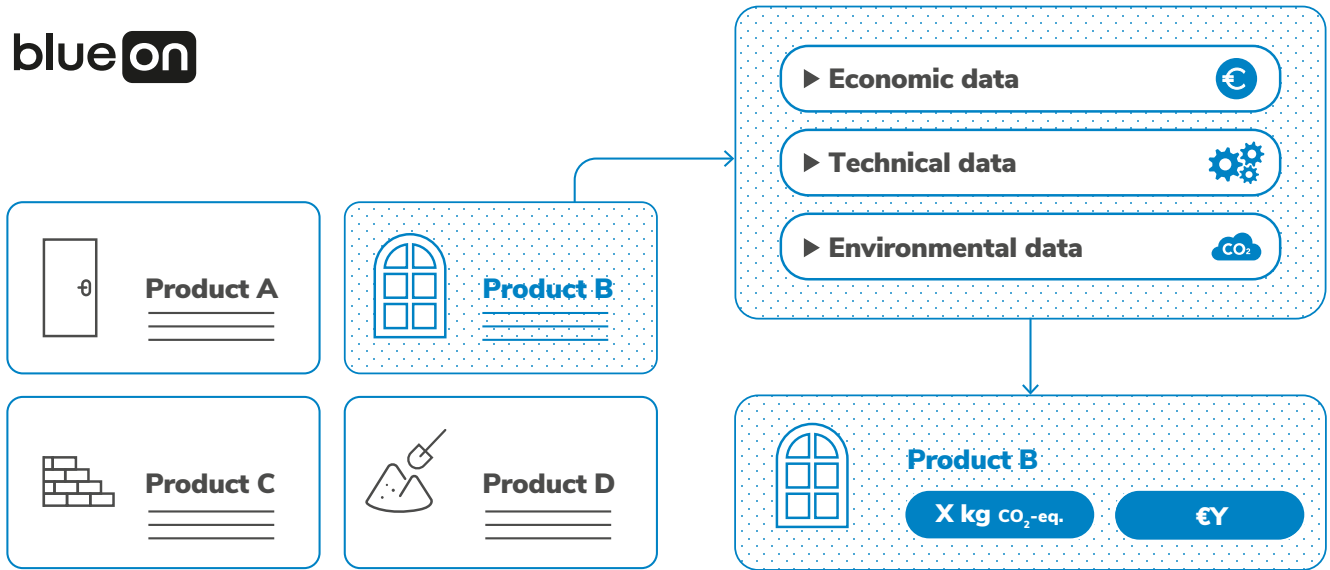 blueon
Product A
Product B
Product C
Product D
Economic data
€
Technical data
Environmental data
CO₂
Product B
X kg CO₂-eq.
€Y